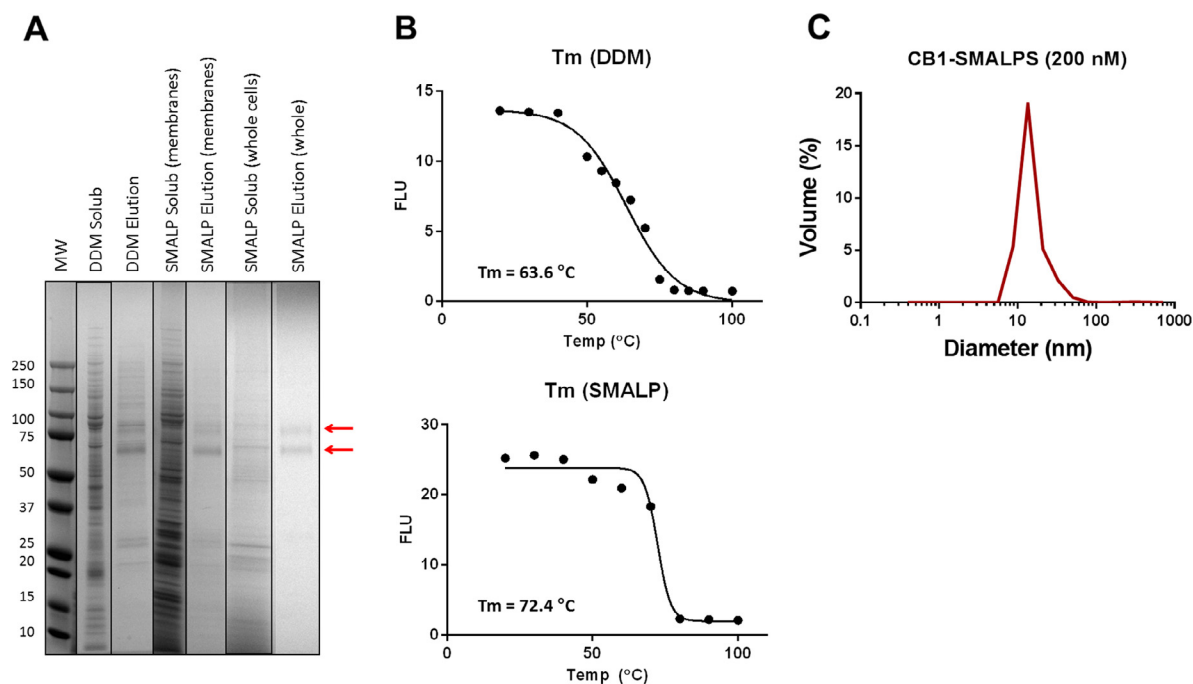 A
MW
DDM Solub
DDM Elution
SMALP Solub (membranes)
SMALP Elution (membranes)
SMALP Solub (whole cells)
SMALP Elution (whole)
250
150
100
75
50
37
25
20
15
10
B
Tm (DDM)
15
10
5
0
FLU
Tm = 63.6 °C
0
50
100
Temp (°C)
Tm (SMALP)
30
20
10
0
FLU
Tm = 72.4 °C
0
50
100
Temp (°C)
C
CB1-SMALPS (200 nM)
20
15
10
5
0
Volume (%)
0.1
1
10
100
1000
Diameter (nm)